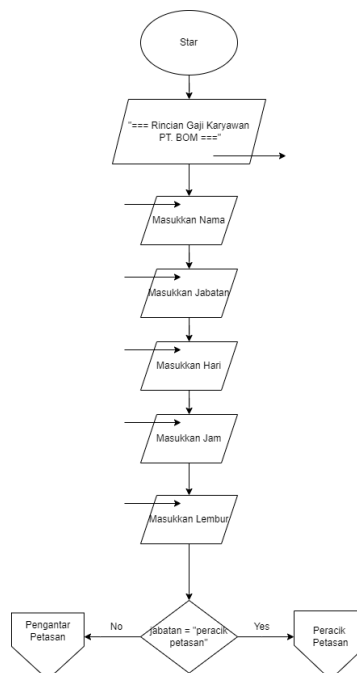 Star
"=== Rincian Gaji Karyawan
PT. BOM ==="
Masukkan Nama
Masukkan Jabatan
Masukkan Hari
Masukkan Jam
Masukkan Lembur
Pengantar
Petasan
No
jabatan = "peracik
petasan"
Yes
Peracik
Petasan